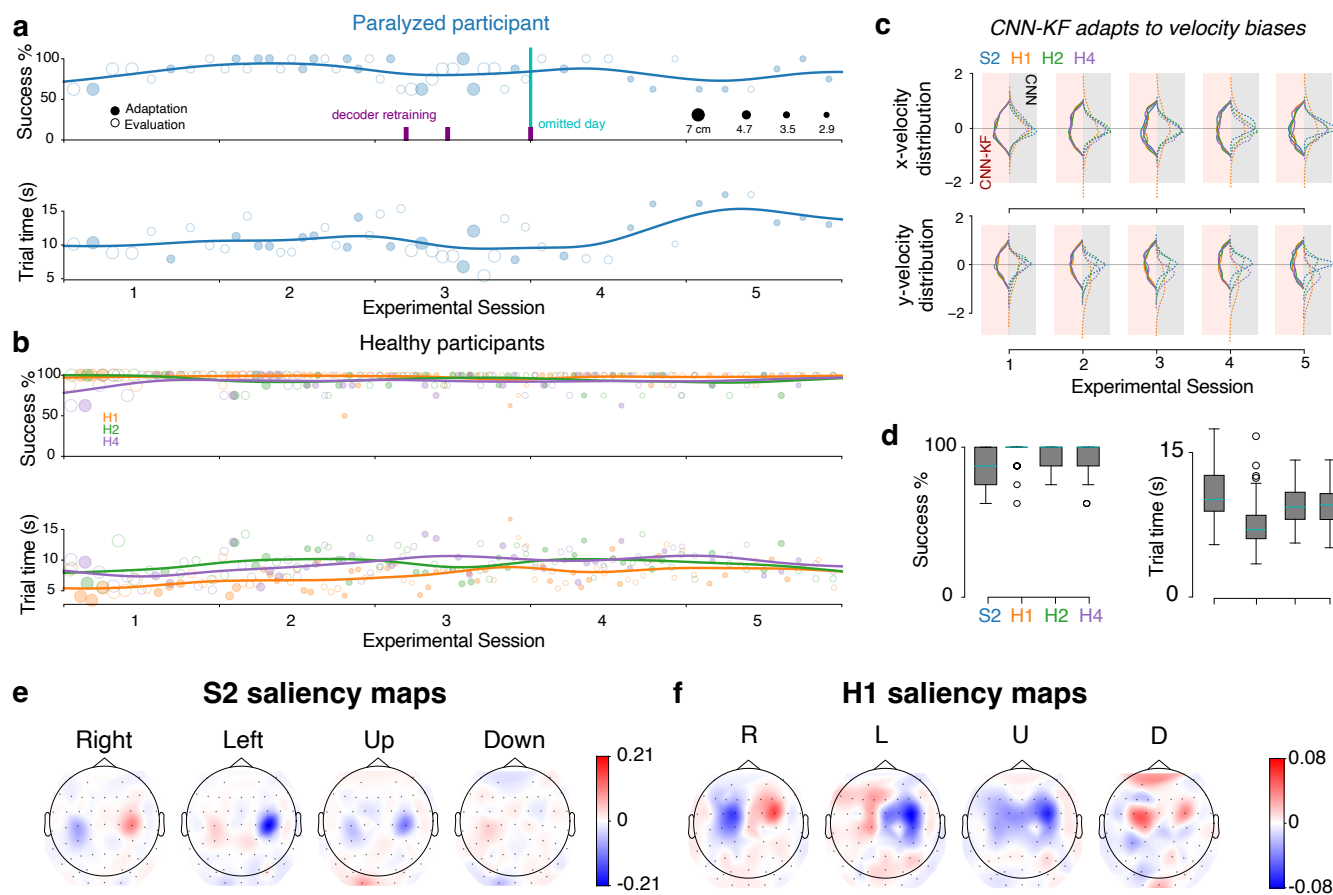 a
Paralyzed participant
Success %
100
50
0
Adaptation
Evaluation
decoder retraining
omitted day
7 cm 4.7 3.5 2.9
Trial time (s)
15
10
5
1 2 3 4 5
Experimental Session
b
Healthy participants
Success %
100
50
0
H1
H2
H4
Trial time (s)
15
10
5
1 2 3 4 5
Experimental Session
c
CNN-KF adapts to velocity biases
S2 H1 H2 H4
x-velocity
distribution
2
0
-2
CNN
CNN-KF
y-velocity
distribution
2
0
-2
1 2 3 4 5
Experimental Session
d
Success %
100
0
S2 H1 H2 H4
Trial time (s)
15
0
e
S2 saliency maps
Right Left Up Down
0.21
0
-0.21
f
H1 saliency maps
R L U D
0.08
0
-0.08